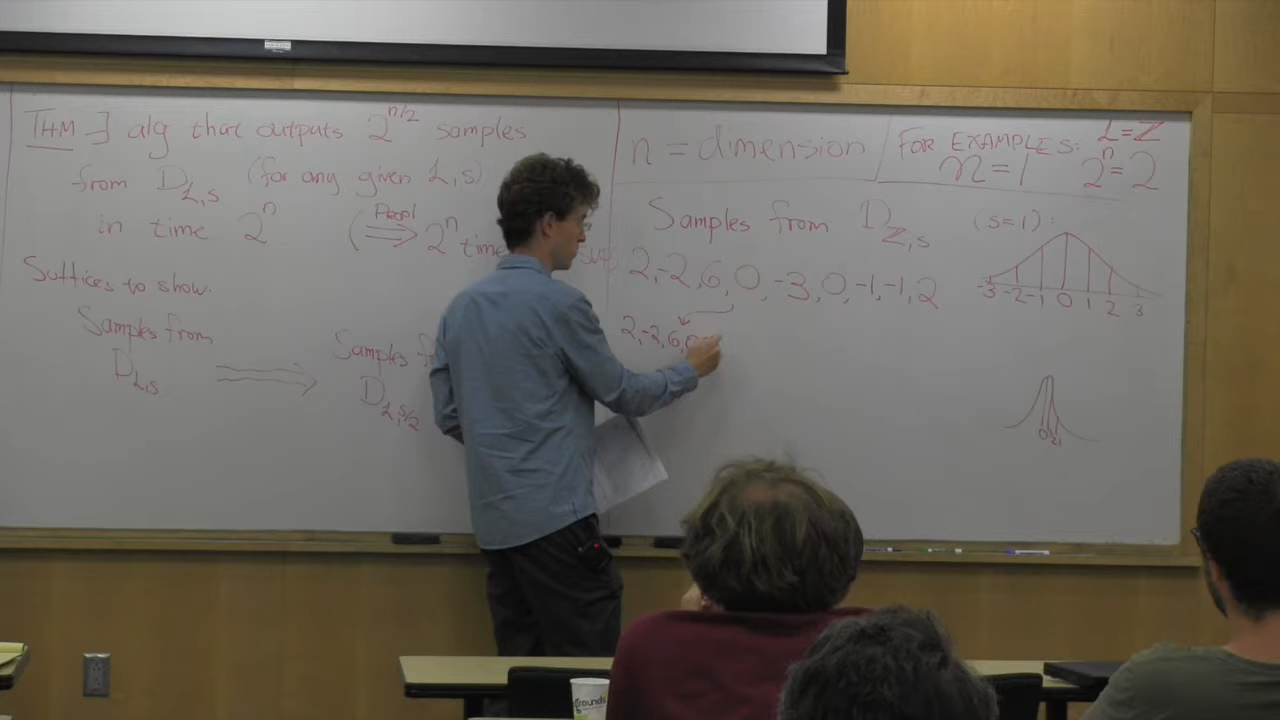 THM ∃ alg that outputs 2^{n/2} samples
from D_{L,s} (for any given L,s)
in time 2^n
(⇒ 2^n time
Suffices to show.
Samples from
D_{L,s}
⟹
Samples
D_{L,s/2}
n = dimension
FOR EXAMPLES: L=Z
n=1 2^n=2
Samples from D_{Z,s} (s=1):
2,-2,6,0,-3,0,-1,-1,2
2,-2,6,
-3 -2 -1 0 1 2 3
0 1